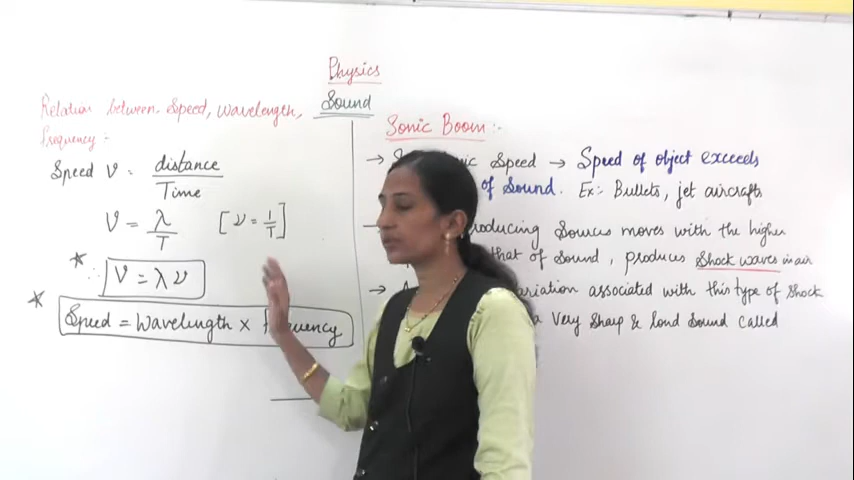 Physics
Sound
Relation between Speed, Wavelength,
frequency:-
Speed V = distance / Time
V = λ/T [ν = 1/T]
* ∴ V = λν
* Speed = Wavelength × frequency
Sonic Boom:-
→ Speed → Speed of object exceeds
of Sound. Ex:- Bullets, jet aircrafts
→ Sources moves with the higher
that of Sound, produces Shock waves in air
→ associated with this type of Shock
a Very Sharp & loud Sound called